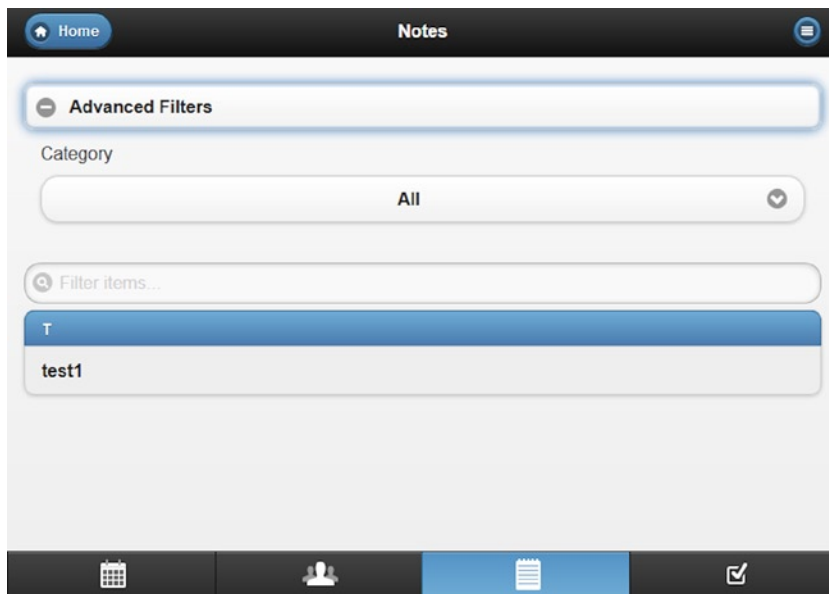 Home
Notes
Advanced Filters
Category
All
Filter items...
T
test1